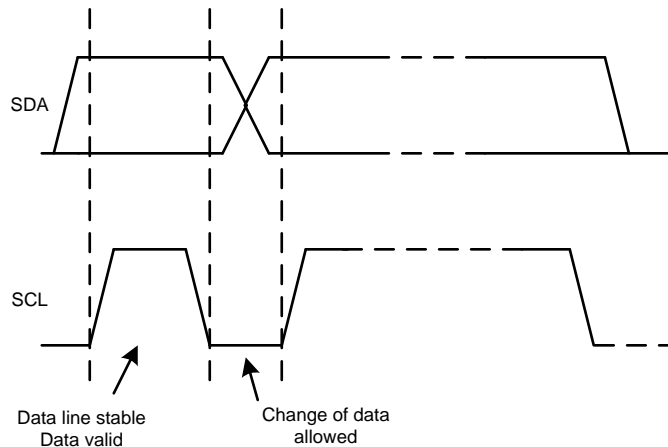 SDA
SCL
Data line stable
Data valid
Change of data
allowed